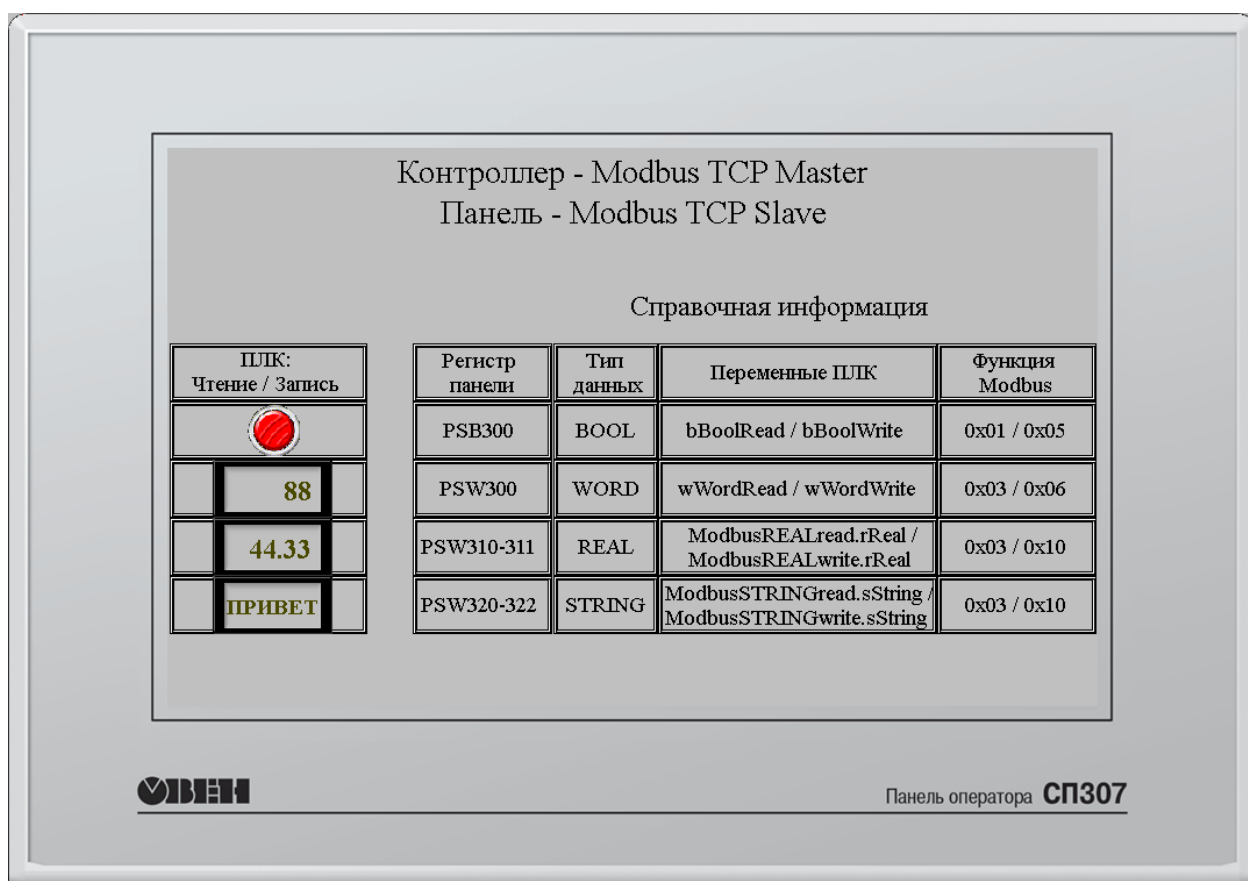 Контроллер - Modbus TCP Master
Панель - Modbus TCP Slave
Справочная информация
ПЛК:
Чтение / Запись
Регистр
панели
Тип
данных
Переменные ПЛК
Функция
Modbus
PSB300
BOOL
bBoolRead / bBoolWrite
0x01 / 0x05
88
PSW300
WORD
wWordRead / wWordWrite
0x03 / 0x06
44.33
PSW310-311
REAL
ModbusREALread.rReal /
ModbusREALwrite.rReal
0x03 / 0x10
ПРИВЕТ
PSW320-322
STRING
ModbusSTRINGread.sString /
ModbusSTRINGwrite.sString
0x03 / 0x10
ОВЕН
Панель оператора СП307